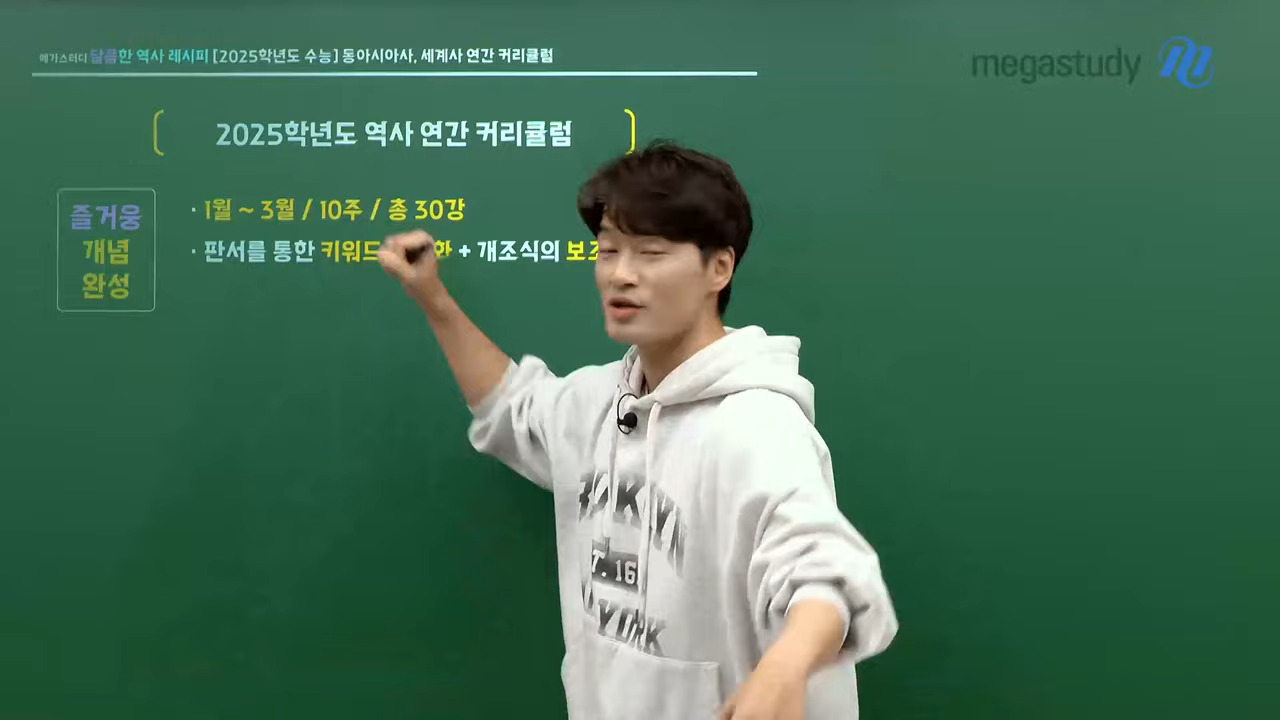 메가스터디 달콤한 역사 레시피 [2025학년도 수능] 동아시아사, 세계사 연간 커리큘럼
megastudy
2025학년도 역사 연간 커리큘럼
즐거웅
개념
완성
· 1월 ~ 3월 / 10주 / 총 30강
· 판서를 통한 키워드 + 개조식의
T. 16
YORK